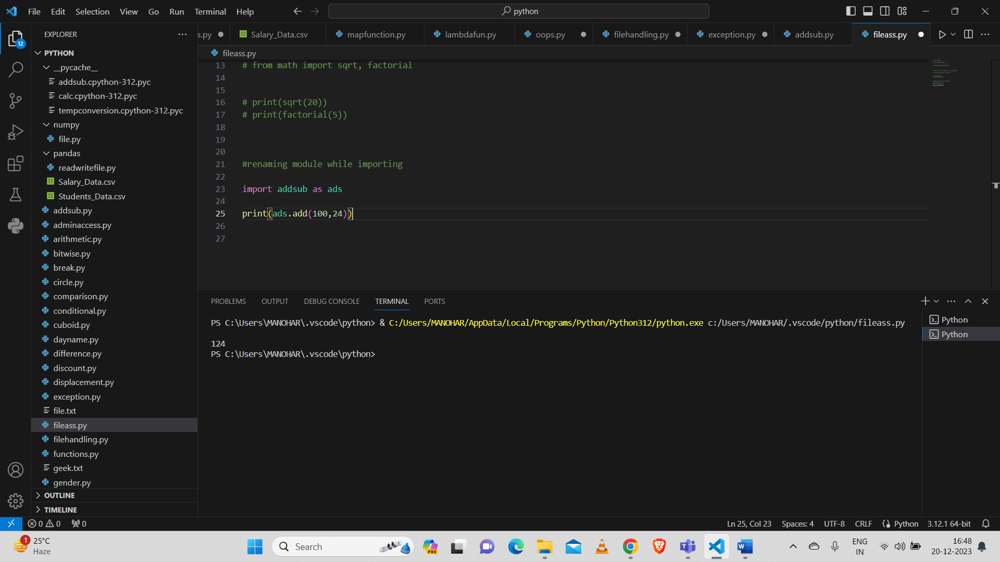 File Edit Selection View Go Run Terminal Help
python
12
EXPLORER
PYTHON
__pycache__
addsub.cpython-312.pyc
calc.cpython-312.pyc
tempconversion.cpython-312.pyc
numpy
file.py
pandas
readwritefile.py
Salary_Data.csv
Students_Data.csv
addsub.py
adminaccess.py
arithmetic.py
bitwise.py
break.py
circle.py
comparison.py
conditional.py
cuboid.py
dayname.py
difference.py
discount.py
displacement.py
exception.py
file.txt
fileass.py
filehandling.py
functions.py
geek.txt
gender.py
OUTLINE
TIMELINE
s.py Salary_Data.csv mapfunction.py lambdafun.py oops.py filehandling.py exception.py addsub.py fileass.py
fileass.py
13 # from math import sqrt, factorial
14
15
16 # print(sqrt(20))
17 # print(factorial(5))
18
19
20
21 #renaming module while importing
22
23 import addsub as ads
24
25 print(ads.add(100,24))
26
27
PROBLEMS OUTPUT DEBUG CONSOLE TERMINAL PORTS
PS C:\Users\MANOHAR\.vscode\python> & C:/Users/MANOHAR/AppData/Local/Programs/Python/Python312/python.exe c:/Users/MANOHAR/.vscode/python/fileass.py
124
PS C:\Users\MANOHAR\.vscode\python>
Python
Python
0 0 0 Ln 25, Col 23 Spaces: 4 UTF-8 CRLF Python 3.12.1 64-bit
1 25°C
Haze
Search
PRE
ENG
IN
16:48
20-12-2023